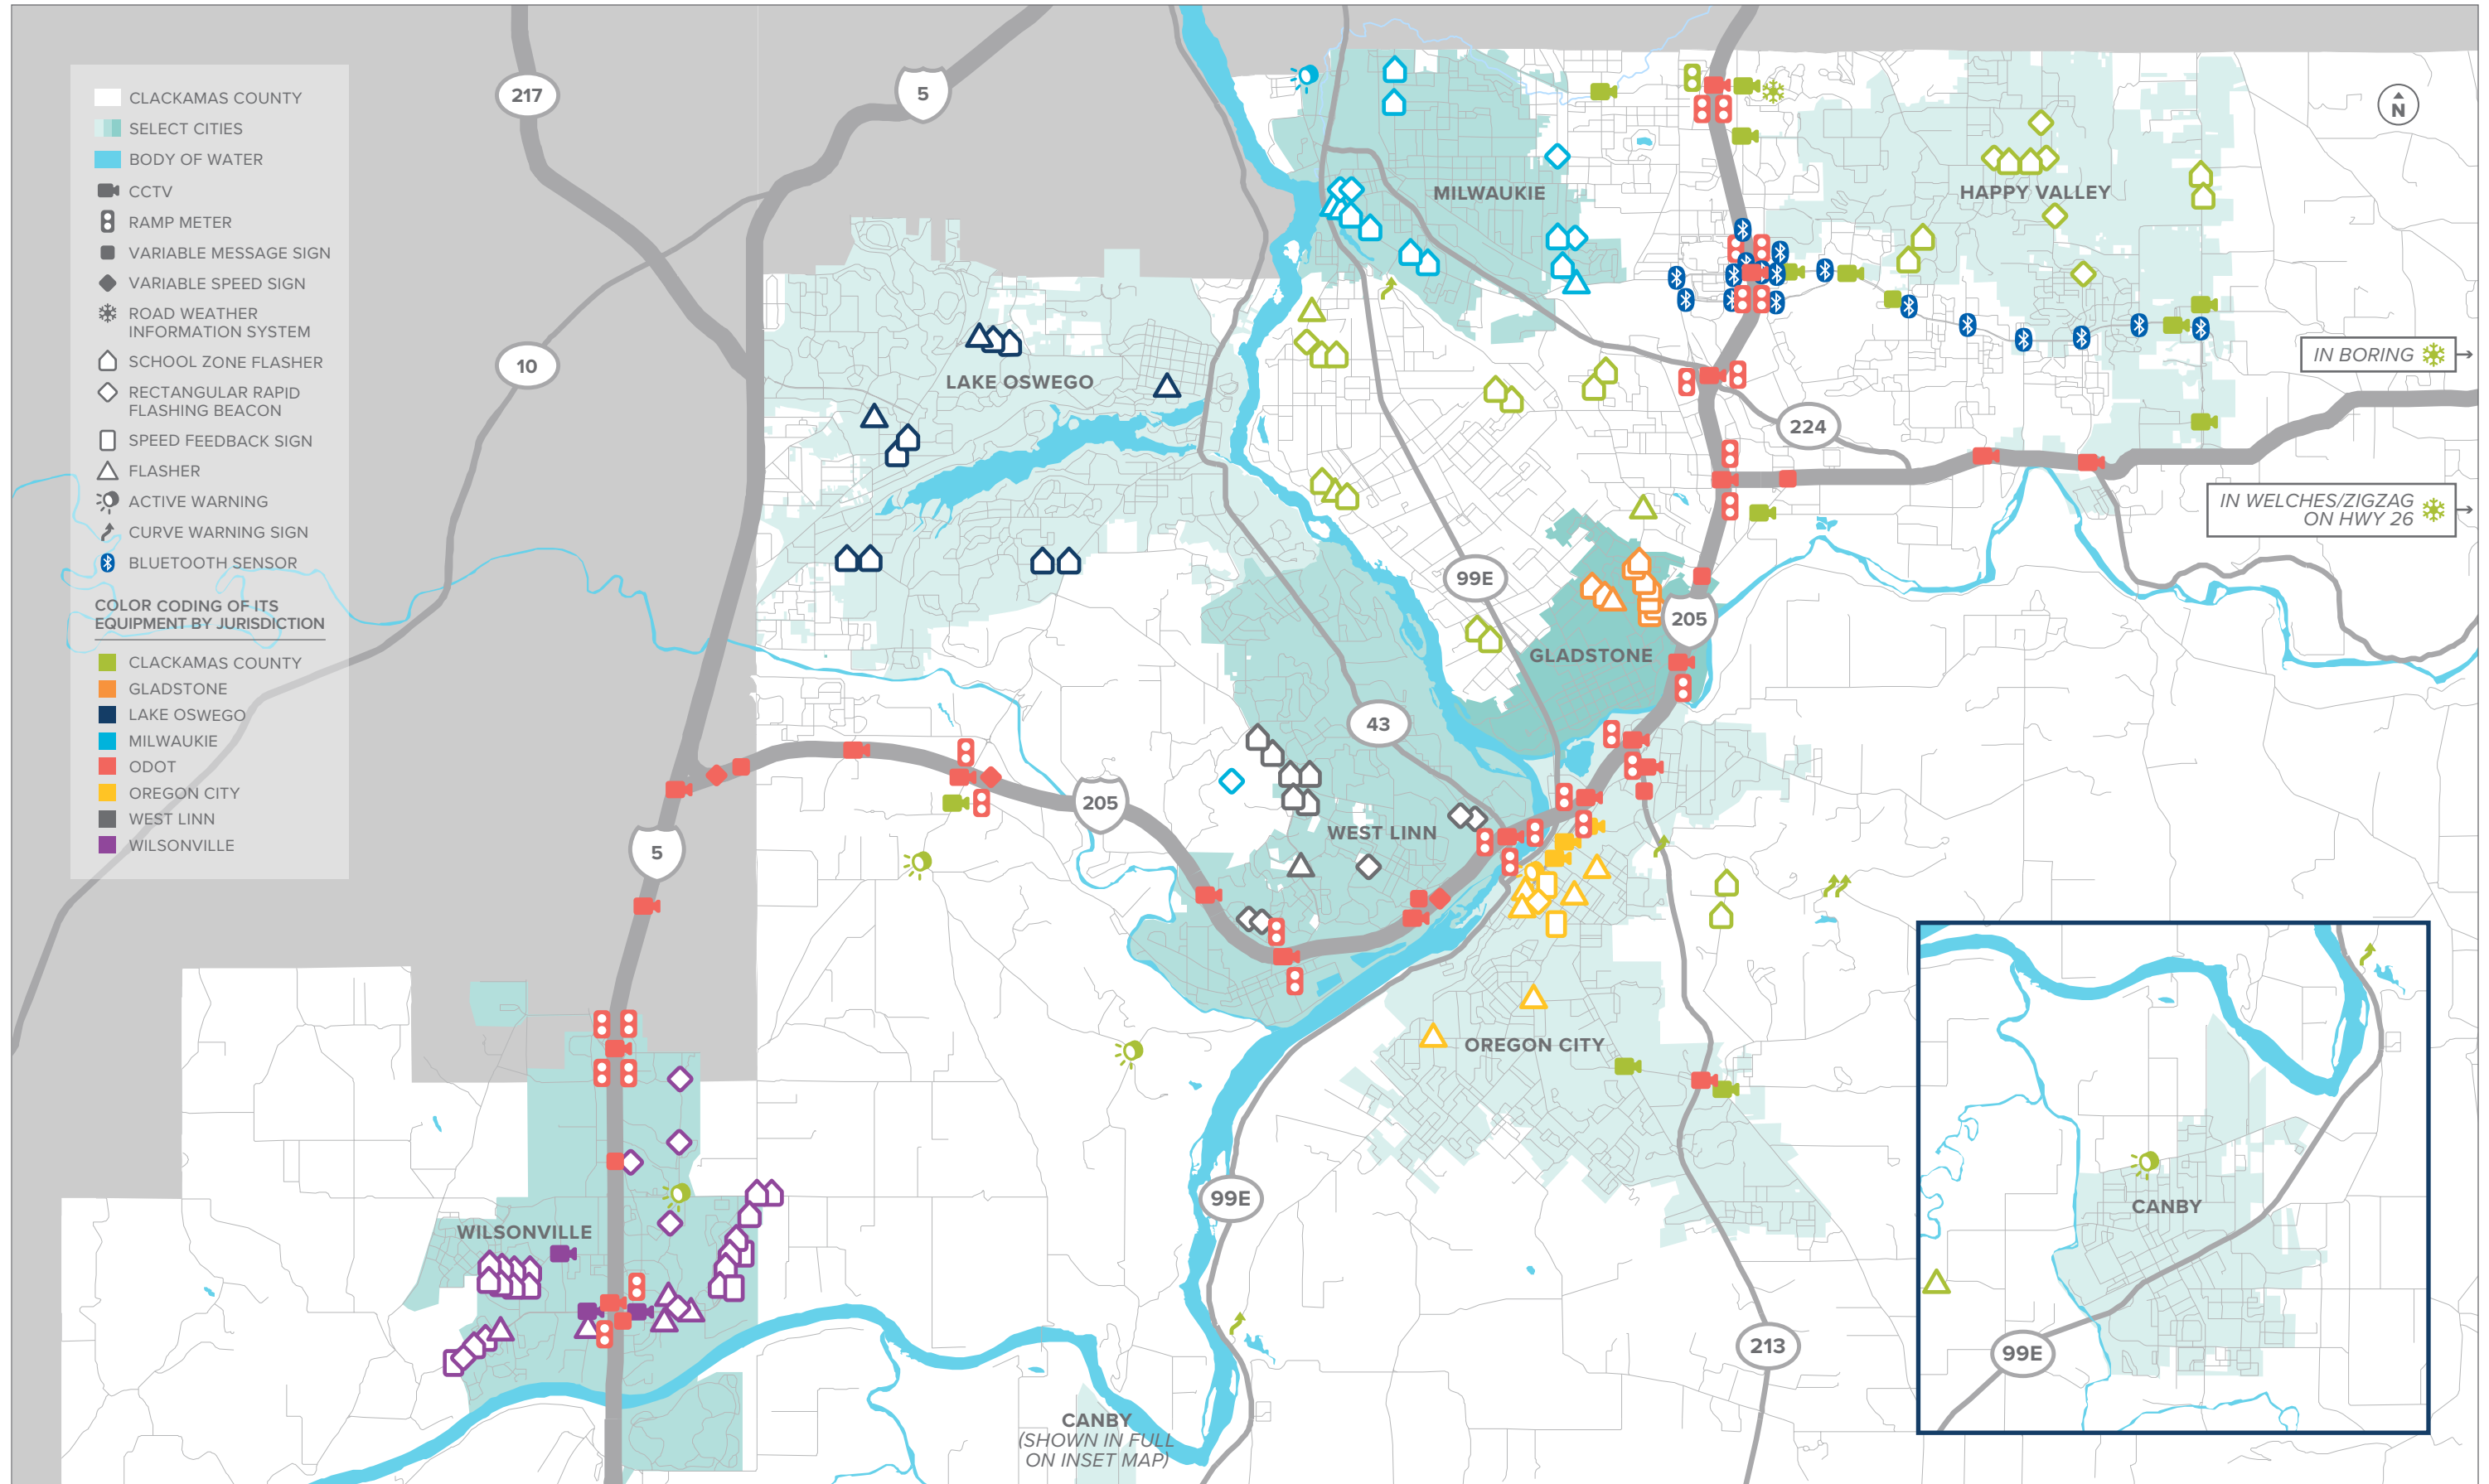 CLACKAMAS COUNTY
SELECT CITIES
BODY OF WATER
CCTV
RAMP METER
VARIABLE MESSAGE SIGN
VARIABLE SPEED SIGN
ROAD WEATHER
INFORMATION SYSTEM
SCHOOL ZONE FLASHER
RECTANGULAR RAPID
FLASHING BEACON
SPEED FEEDBACK SIGN
FLASHER
ACTIVE WARNING
CURVE WARNING SIGN
BLUETOOTH SENSOR
COLOR CODING OF ITS
EQUIPMENT BY JURISDICTION
CLACKAMAS COUNTY
GLADSTONE
LAKE OSWEGO
MILWAUKIE
ODOT
OREGON CITY
WEST LINN
WILSONVILLE
217
5
N
MILWAUKIE
HAPPY VALLEY
IN BORING
10
LAKE OSWEGO
224
IN WELCHES/ZIGZAG
ON HWY 26
99E
205
GLADSTONE
43
205
WEST LINN
5
OREGON CITY
99E
WILSONVILLE
213
CANBY
(SHOWN IN FULL
ON INSET MAP)
CANBY
99E